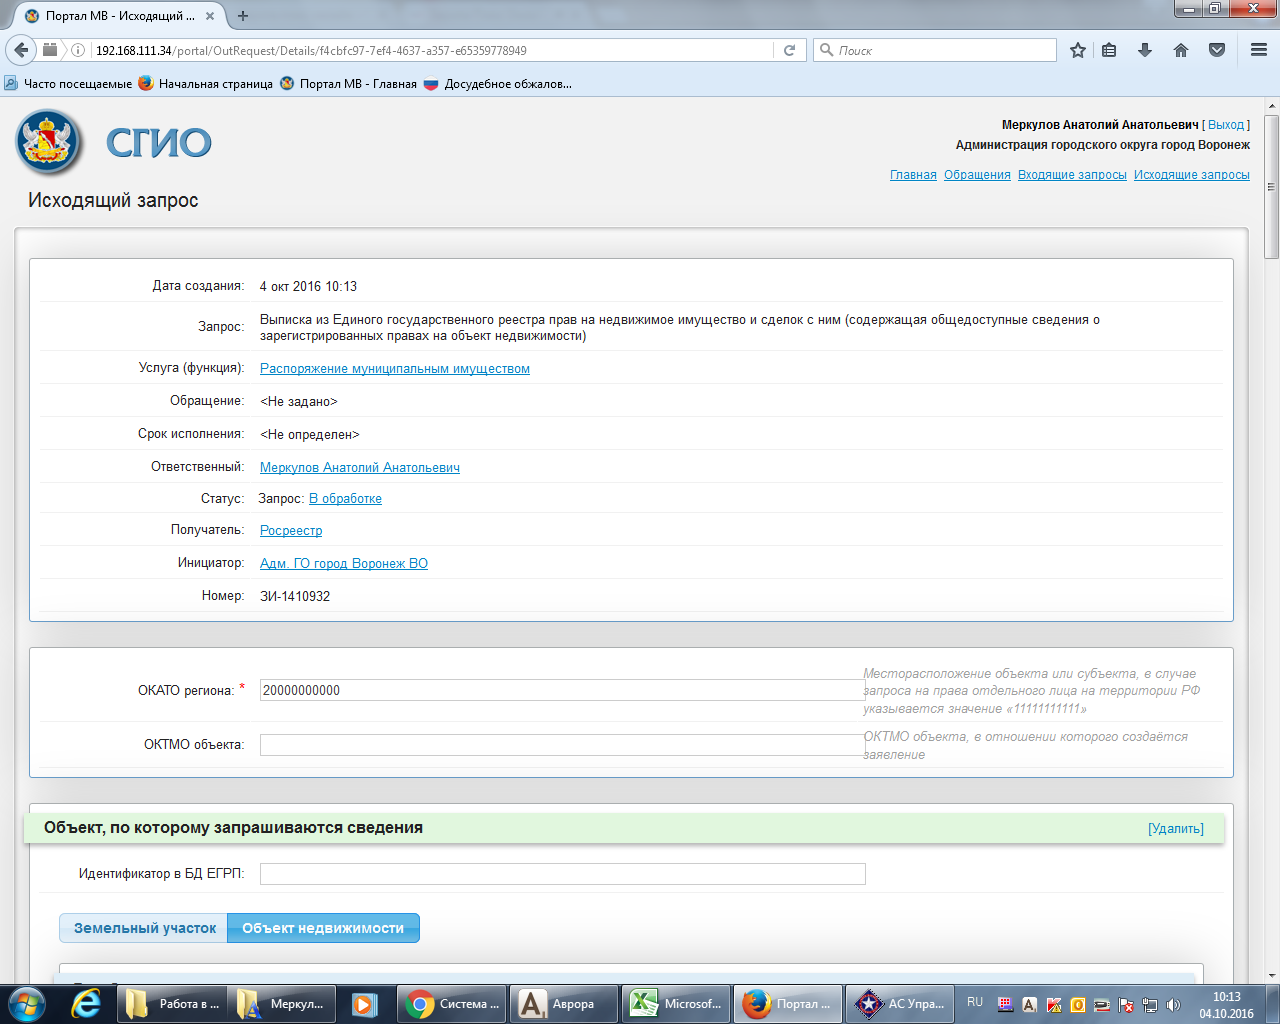 Портал МВ - Исходящий ...
192.168.111.34/portal/OutRequest/Details/f4cbfc97-7ef4-4637-a357-e65359778949
Поиск
Часто посещаемые
Начальная страница
Портал МВ - Главная
Досудебное обжалов...
СГИО
Меркулов Анатолий Анатольевич [ Выход ]
Администрация городского округа город Воронеж
Главная Обращения Входящие запросы Исходящие запросы
Исходящий запрос
Дата создания: 4 окт 2016 10:13
Запрос: Выписка из Единого государственного реестра прав на недвижимое имущество и сделок с ним (содержащая общедоступные сведения о
зарегистрированных правах на объект недвижимости)
Услуга (функция): Распоряжение муниципальным имуществом
Обращение: <Не задано>
Срок исполнения: <Не определен>
Ответственный: Меркулов Анатолий Анатольевич
Статус: Запрос: В обработке
Получатель: Росреестр
Инициатор: Адм. ГО город Воронеж ВО
Номер: ЗИ-1410932
ОКАТО региона: * 20000000000
Месторасположение объекта или субъекта, в случае
запроса на права отдельного лица на территории РФ
указывается значение «11111111111»
ОКТМО объекта:
ОКТМО объекта, в отношении которого создаётся
заявление
Объект, по которому запрашиваются сведения [Удалить]
Идентификатор в БД ЕГРП:
Земельный участок Объект недвижимости
Работа в ...
Меркул...
Система ...
Аврора
Microsof...
Портал ...
АС Упра...
RU
10:13
04.10.2016